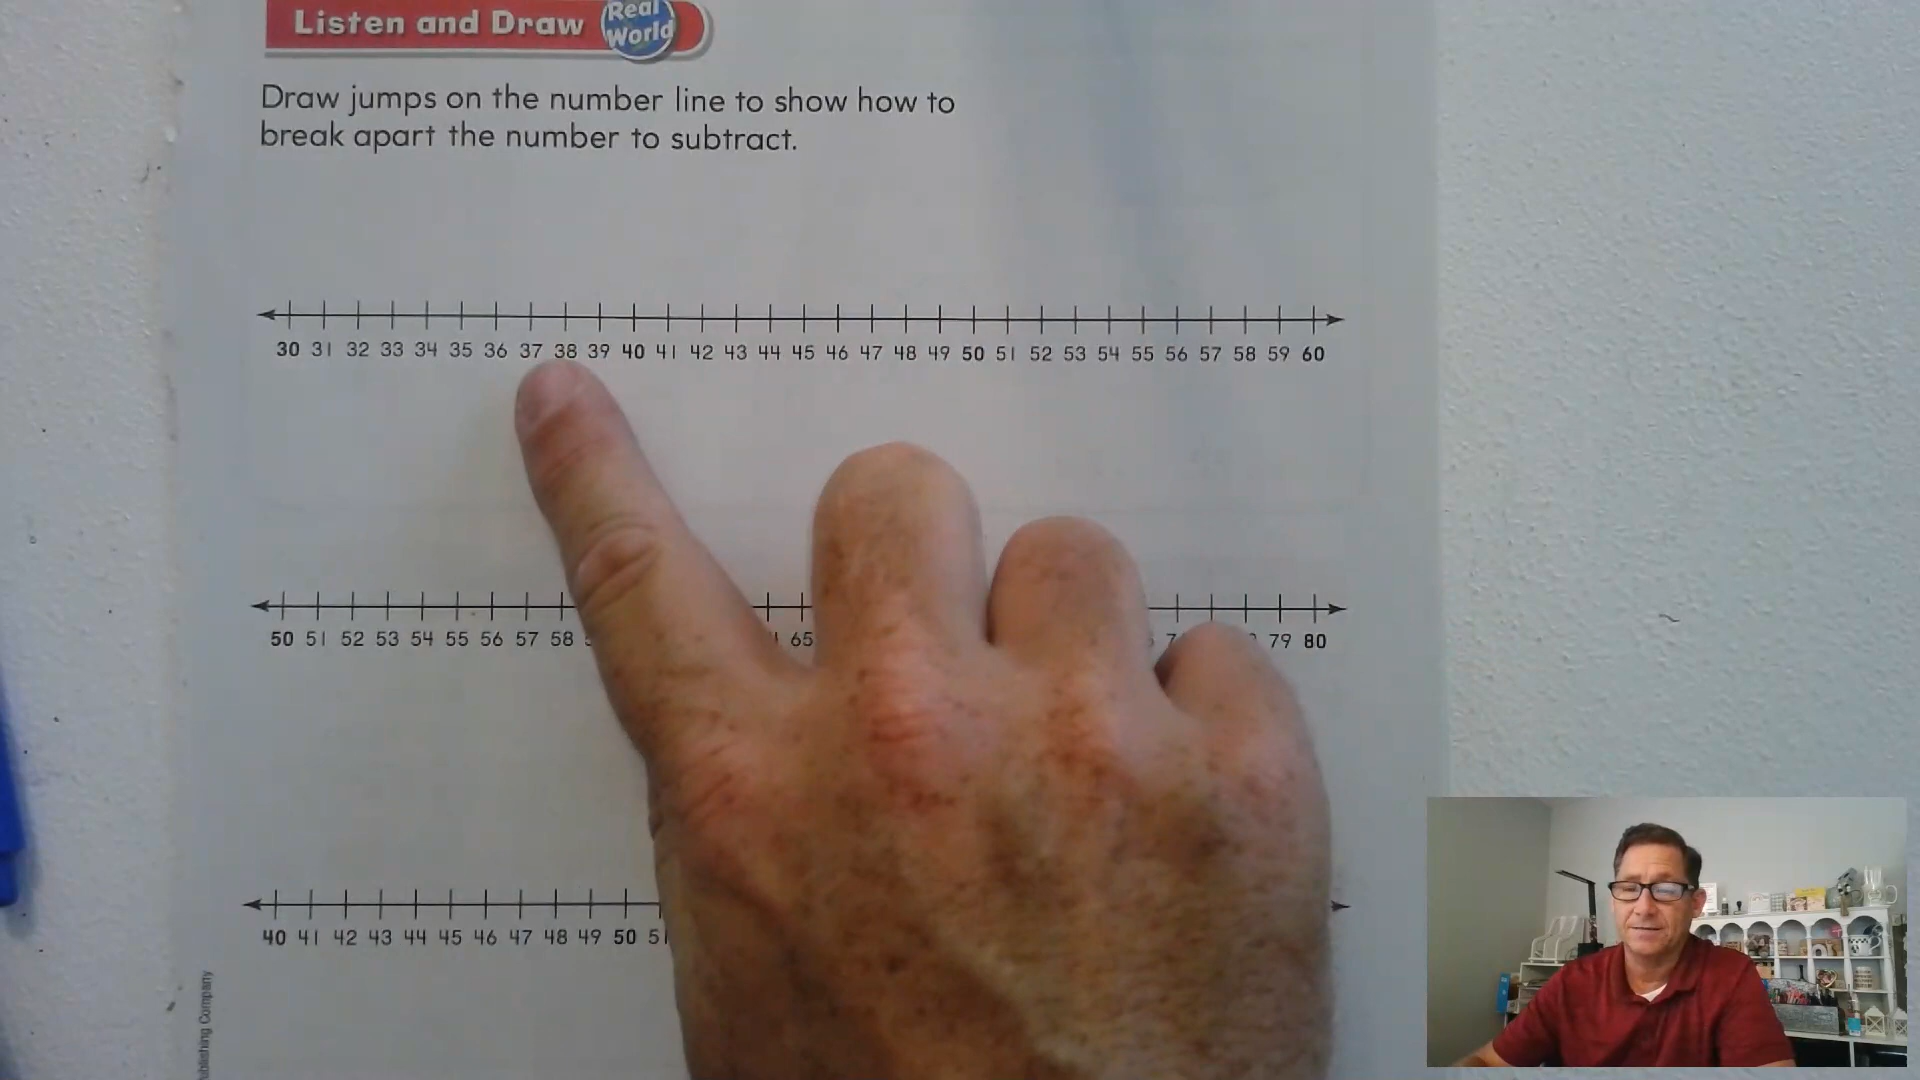 Listen and Draw Real World
Draw jumps on the number line to show how to
break apart the number to subtract.
30 31 32 33 34 35 36 37 38 39 40 41 42 43 44 45 46 47 48 49 50 51 52 53 54 55 56 57 58 59 60
50 51 52 53 54 55 56 57 58 65 79 80
40 41 42 43 44 45 46 47 48 49 50 51
Publishing Company